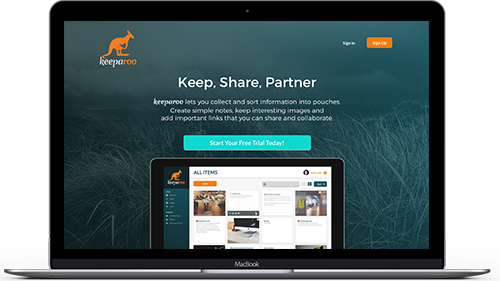 keeparoo
Sign In
Sign Up
Keep, Share, Partner
keeparoo lets you collect and sort information into pouches.
Create simple notes, keep interesting images and
add important links that you can share and collaborate.
Start Your Free Trial Today!
keeparoo
ALL ITEMS
MacBook